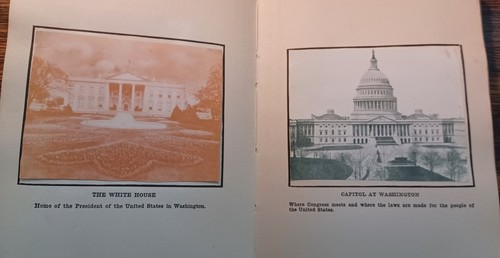 THE WHITE HOUSE
Home of the President of the United States in Washington.
CAPITOL AT WASHINGTON
Where Congress meets and where the laws are made for the people of
the United States.